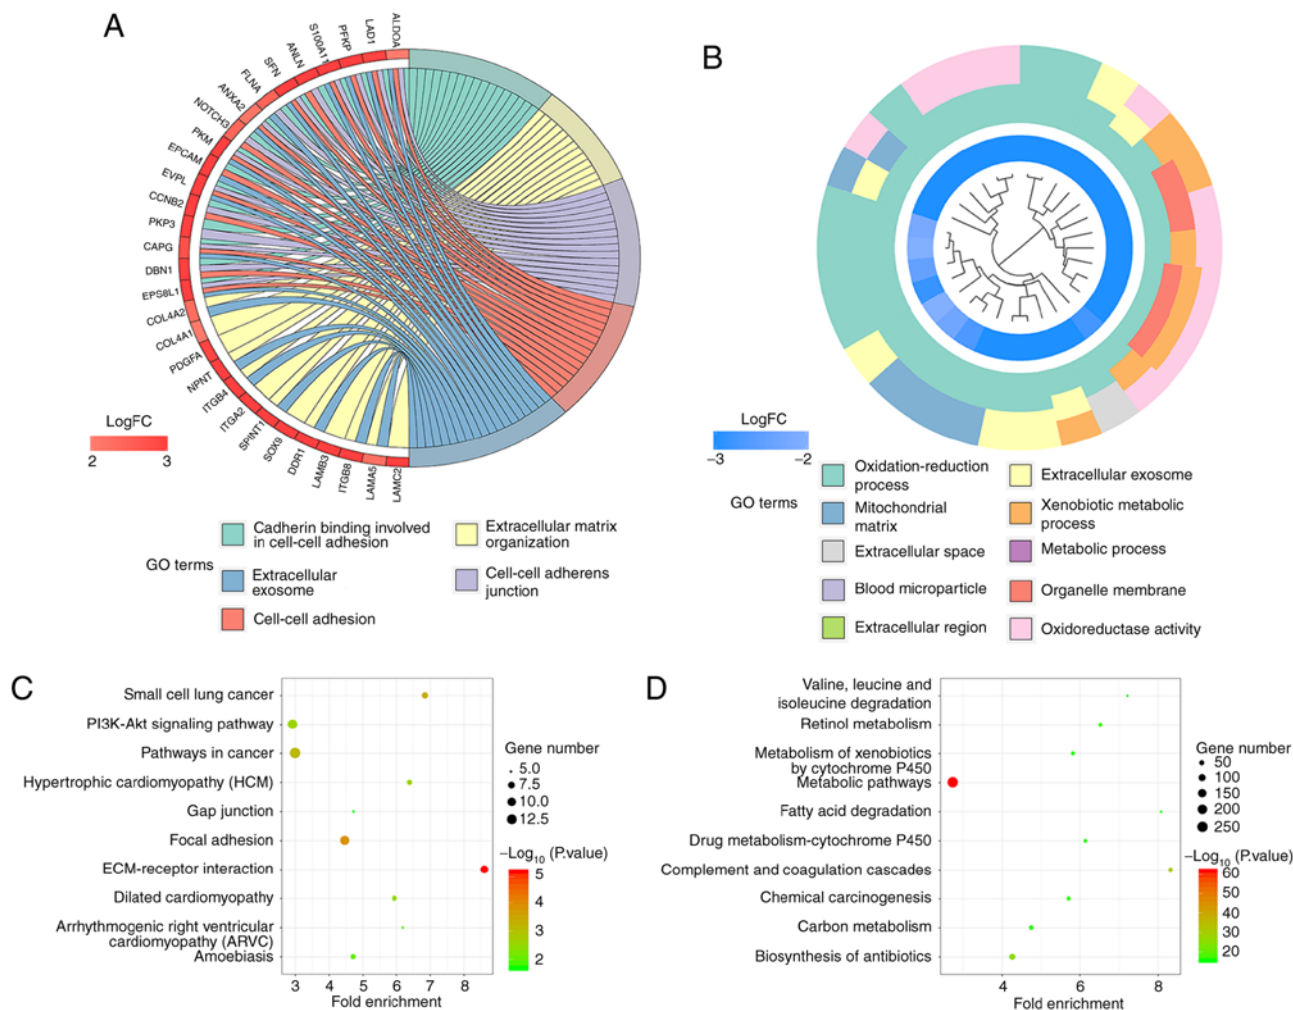 A
ALDOA
LAD1
PFKP
S100A11
ANLN
SFN
FLNA
ANXA2
NOTCH3
PKM
EPCAM
EVPL
CCNB2
PKP3
CAPG
DBN1
EPS8L1
COL4A2
COL4A1
PDGFA
NPNT
ITGB4
ITGA2
SPINT1
SOX9
DDR1
LAMB3
ITGB8
LAMA5
LAMC2
LogFC
2 3
GO terms
Cadherin binding involved
in cell-cell adhesion
Extracellular
exosome
Cell-cell adhesion
Extracellular matrix
organization
Cell-cell adherens
junction
B
LogFC
−3 −2
GO terms
Oxidation-reduction
process
Mitochondrial
matrix
Extracellular space
Blood microparticle
Extracellular region
Extracellular exosome
Xenobiotic metabolic
process
Metabolic process
Organelle membrane
Oxidoreductase activity
C
Small cell lung cancer
PI3K-Akt signaling pathway
Pathways in cancer
Hypertrophic cardiomyopathy (HCM)
Gap junction
Focal adhesion
ECM-receptor interaction
Dilated cardiomyopathy
Arrhythmogenic right ventricular
cardiomyopathy (ARVC)
Amoebiasis
3 4 5 6 7 8
Fold enrichment
Gene number
5.0
7.5
10.0
12.5
−Log10 (P.value)
5
4
3
2
D
Valine, leucine and
isoleucine degradation
Retinol metabolism
Metabolism of xenobiotics
by cytochrome P450
Metabolic pathways
Fatty acid degradation
Drug metabolism-cytochrome P450
Complement and coagulation cascades
Chemical carcinogenesis
Carbon metabolism
Biosynthesis of antibiotics
4 6 8
Fold enrichment
Gene number
50
100
150
200
250
−Log10 (P.value)
60
50
40
30
20